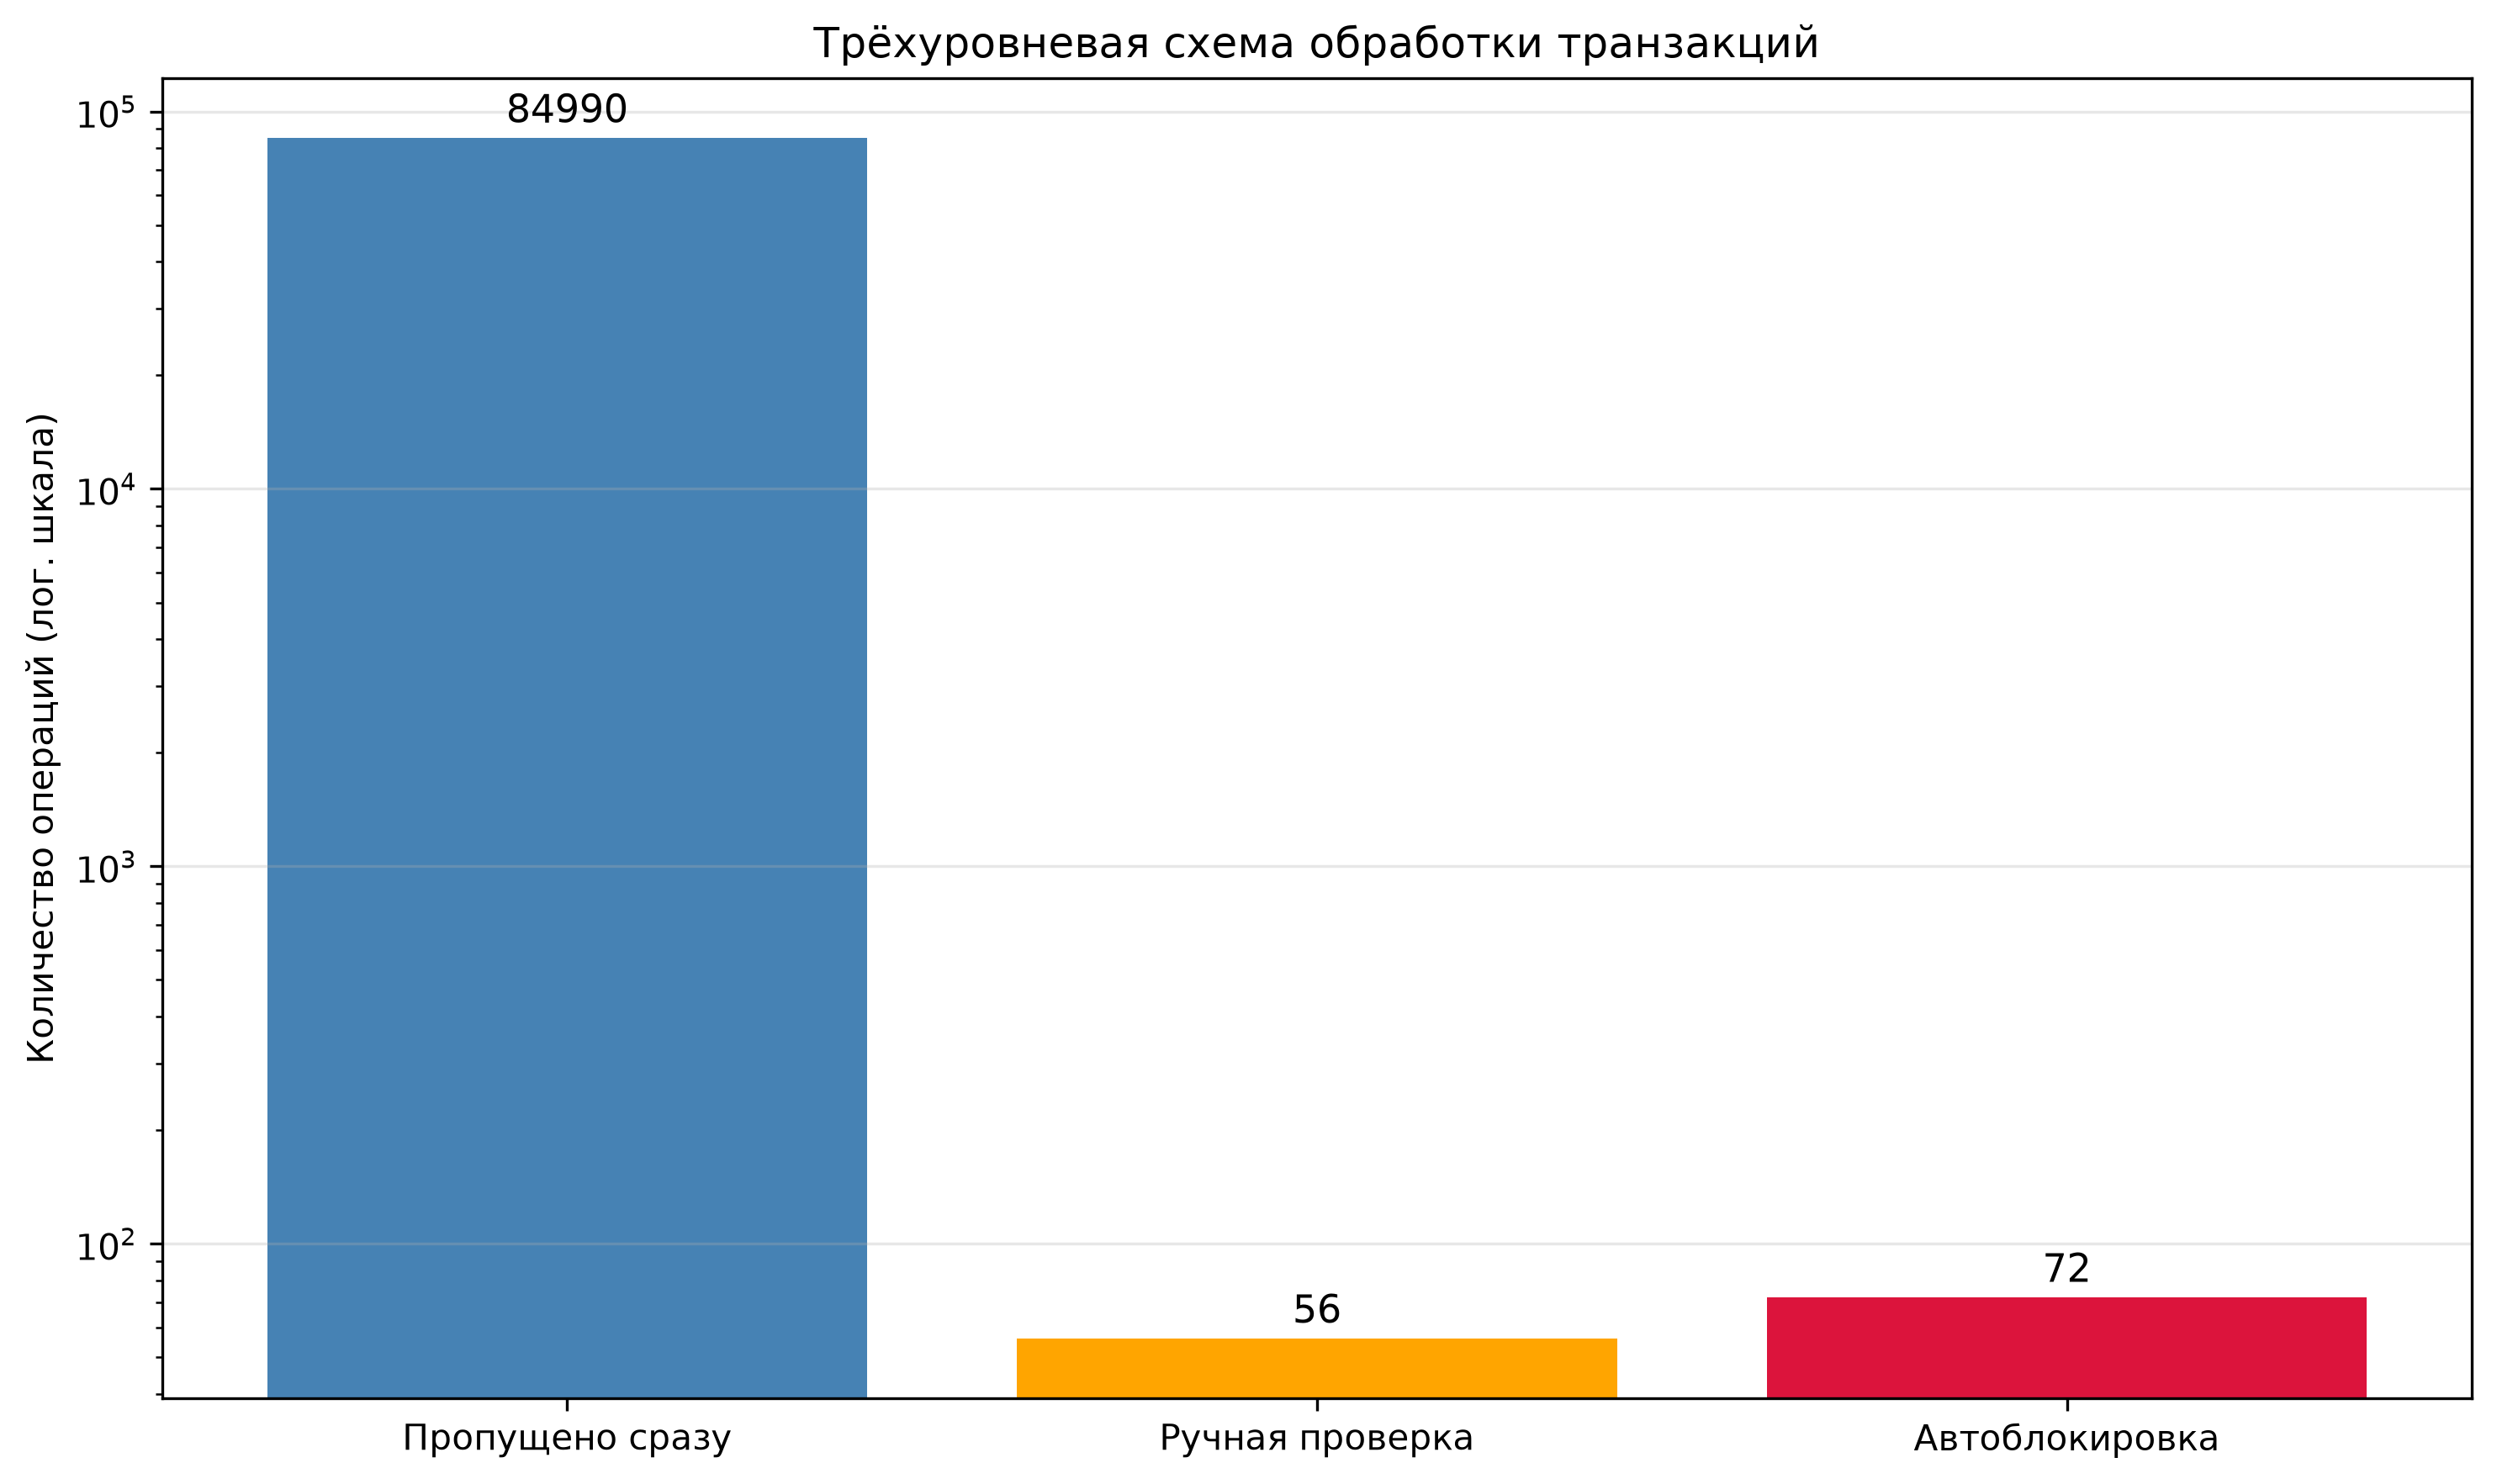 Трёхуровневая схема обработки транзакций
Количество операций (лог. шкала)
10⁵
10⁴
10³
10²
84990
56
72
Пропущено сразу
Ручная проверка
Автоблокировка